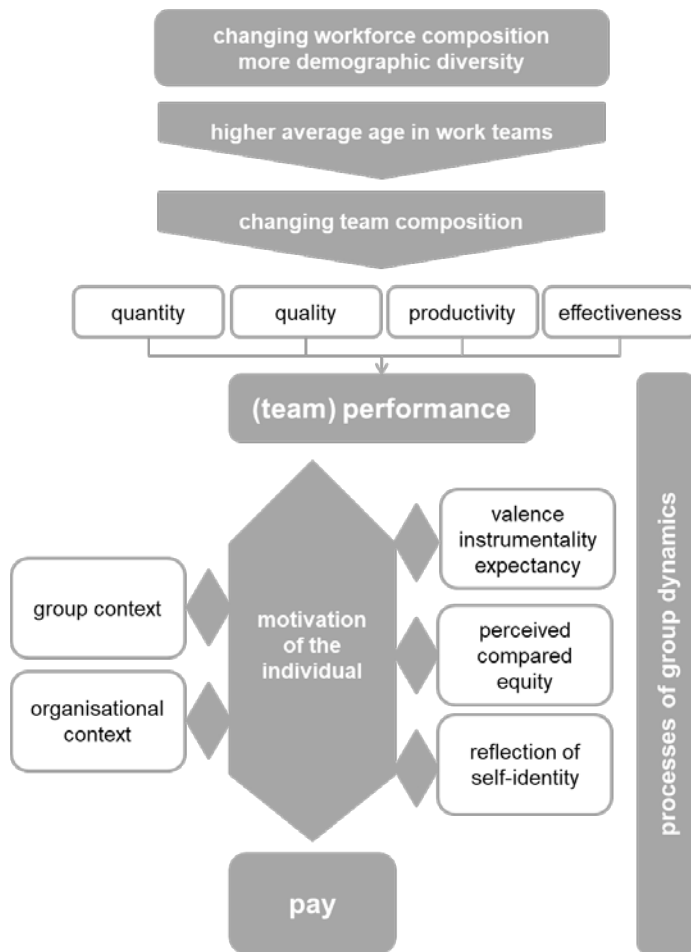 changing workforce composition
more demographic diversity
higher average age in work teams
changing team composition
quantity
quality
productivity
effectiveness
(team) performance
valence
instrumentality
expectancy
group context
motivation
of the
individual
perceived
compared
equity
organisational
context
reflection of
self-identity
processes of group dynamics
pay